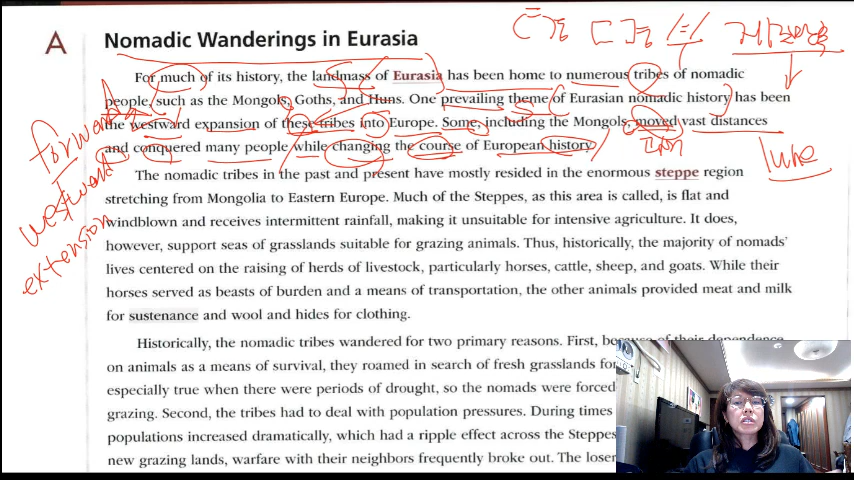 A Nomadic Wanderings in Eurasia
For much of its history, the landmass of Eurasia has been home to numerous tribes of nomadic
people, such as the Mongols, Goths, and Huns. One prevailing theme of Eurasian nomadic history has been
the westward expansion of these tribes into Europe. Some, including the Mongols, moved vast distances
and conquered many people while changing the course of European history.
The nomadic tribes in the past and present have mostly resided in the enormous steppe region
stretching from Mongolia to Eastern Europe. Much of the Steppes, as this area is called, is flat and
windblown and receives intermittent rainfall, making it unsuitable for intensive agriculture. It does,
however, support seas of grasslands suitable for grazing animals. Thus, historically, the majority of nomads'
lives centered on the raising of herds of livestock, particularly horses, cattle, sheep, and goats. While their
horses served as beasts of burden and a means of transportation, the other animals provided meat and milk
for sustenance and wool and hides for clothing.
Historically, the nomadic tribes wandered for two primary reasons. First, because of their dependence
on animals as a means of survival, they roamed in search of fresh grasslands for
especially true when there were periods of drought, so the nomads were forced
grazing. Second, the tribes had to deal with population pressures. During times
populations increased dramatically, which had a ripple effect across the Steppes
new grazing lands, warfare with their neighbors frequently broke out. The loser
forward
westward
extension